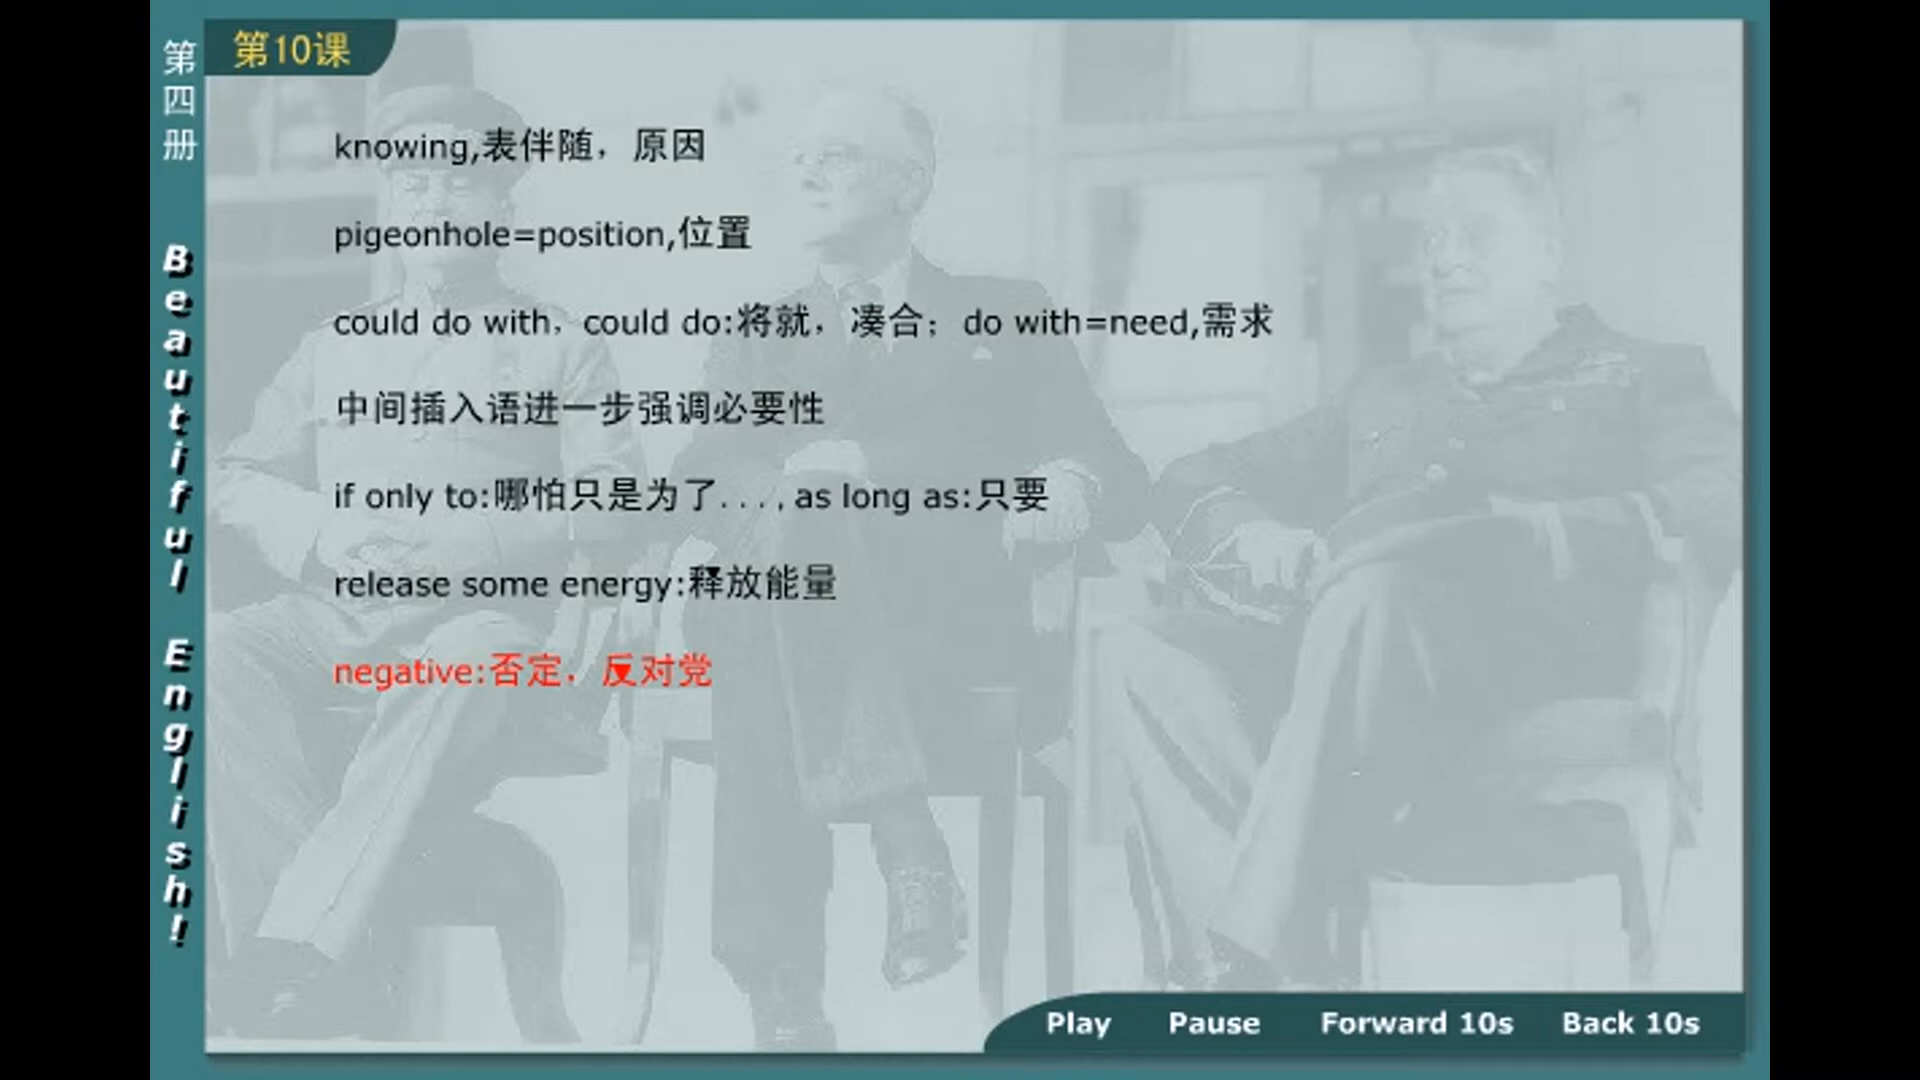 第四册
Beautiful English!
第10课
knowing,表伴随，原因
pigeonhole=position,位置
could do with，could do:将就，凑合；do with=need,需求
中间插入语进一步强调必要性
if only to:哪怕只是为了...,as long as:只要
release some energy:释放能量
negative:否定，反对党
Play Pause Forward 10s Back 10s